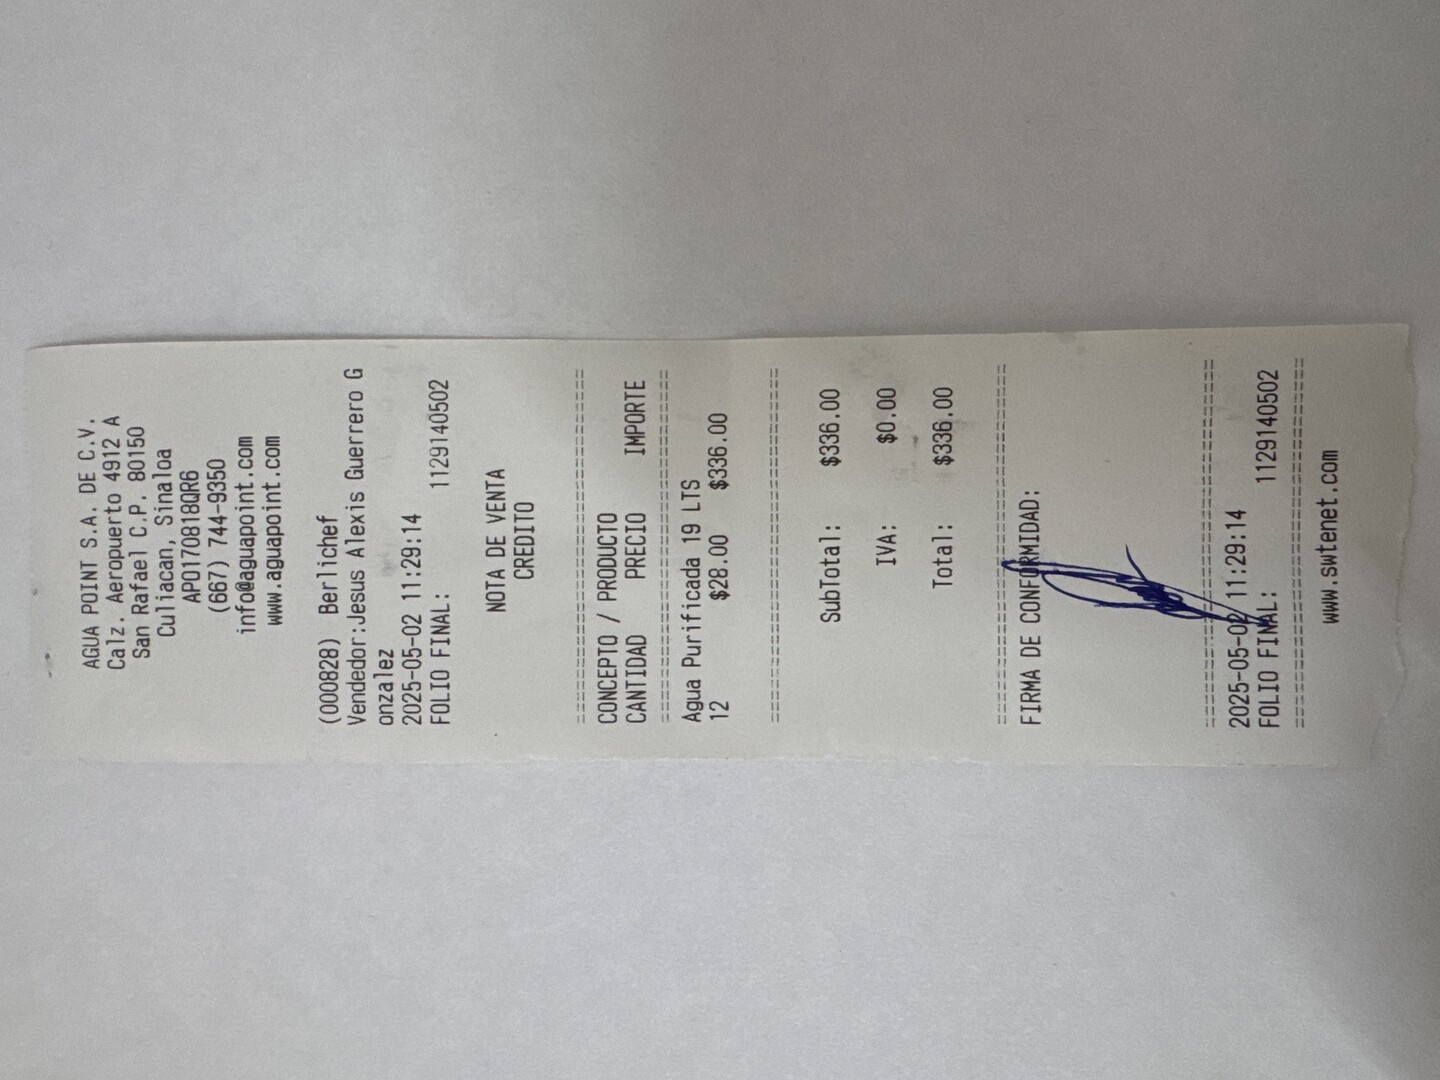 AGUA POINT S.A. DE C.V.
Calz. Aeropuerto 4912 A
San Rafael C.P. 80150
Culiacan, Sinaloa
APO170818QR6
(667) 744-9350
info@aguapoint.com
www.aguapoint.com
(000828) Berlichef
Vendedor:Jesus Alexis Guerrero G
onzalez
2025-05-02 11:29:14
FOLIO FINAL: 1129140502
NOTA DE VENTA
CREDITO
================================
CONCEPTO / PRODUCTO
CANTIDAD PRECIO IMPORTE
================================
Agua Purificada 19 LTS
12 $28.00 $336.00
================================
SubTotal: $336.00
IVA: $0.00
Total: $336.00
================================
FIRMA DE CONFORMIDAD:
================================
2025-05-02 11:29:14
FOLIO FINAL: 1129140502
================================
www.swtenet.com